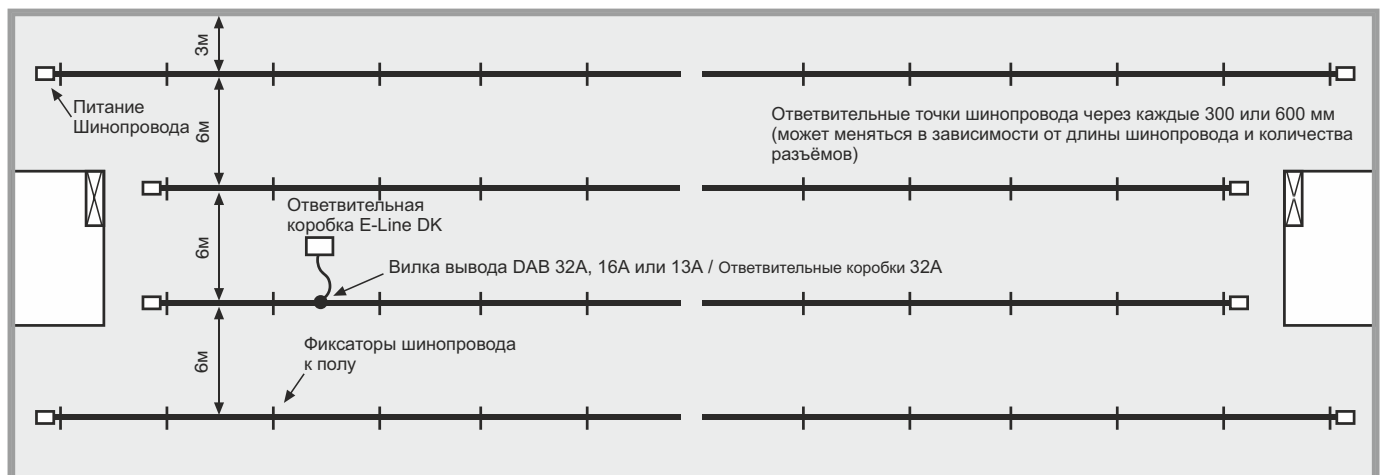 3м
Питание
Шинопровода
6м
Ответвительные точки шинопровода через каждые 300 или 600 мм
(может меняться в зависимости от длины шинопровода и количества
разъёмов)
Ответвительная
коробка E-Line DK
6м
Вилка вывода DAB 32A, 16A или 13A / Ответвительные коробки 32A
Фиксаторы шинопровода
к полу
6м